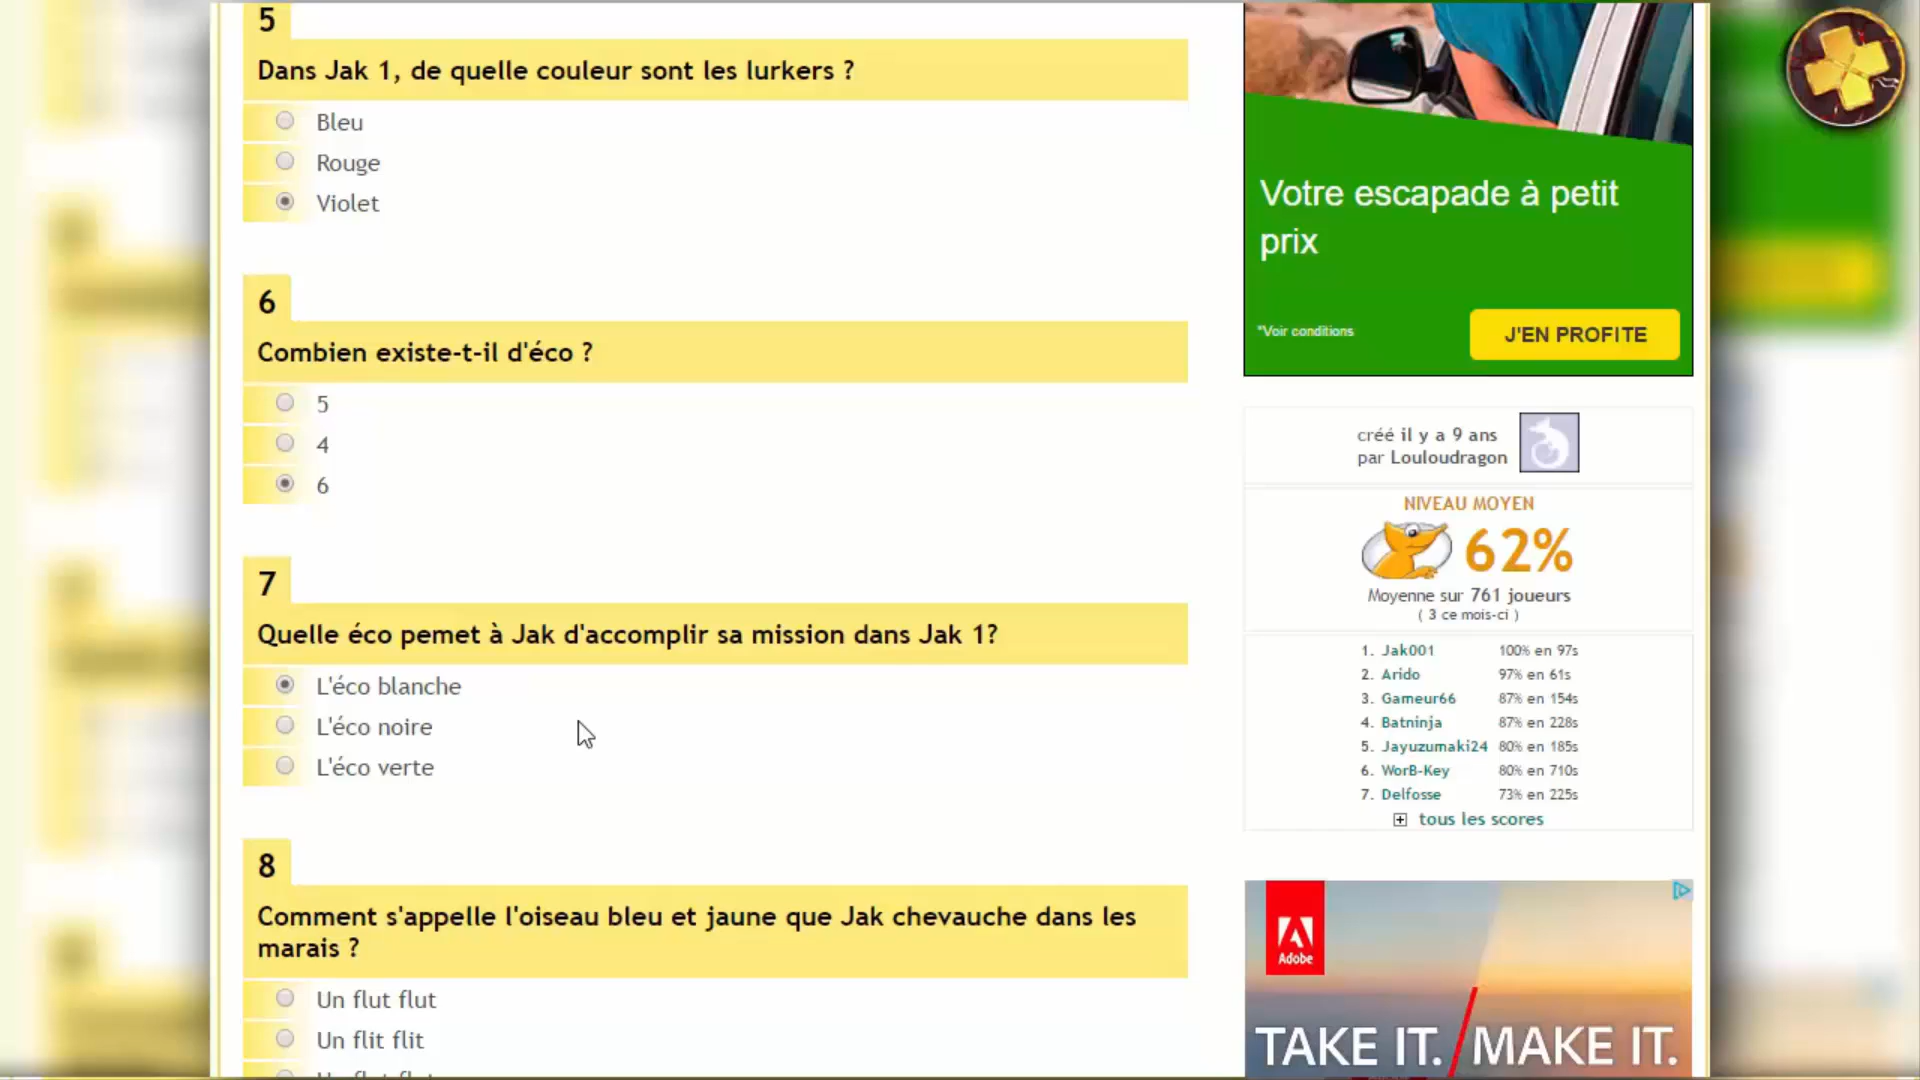 5
Dans Jak 1, de quelle couleur sont les lurkers ?
Bleu
Rouge
Violet
6
Combien existe-t-il d'éco ?
5
4
6
7
Quelle éco pemet à Jak d'accomplir sa mission dans Jak 1?
L'éco blanche
L'éco noire
L'éco verte
8
Comment s'appelle l'oiseau bleu et jaune que Jak chevauche dans les
marais ?
Un flut flut
Un flit flit
Votre escapade à petit
prix
*Voir conditions
J'EN PROFITE
créé il y a 9 ans
par Louloudragon
NIVEAU MOYEN
62%
Moyenne sur 761 joueurs
( 3 ce mois-ci )
1. Jak001 100% en 97s
2. Arido 97% en 61s
3. Gameur66 87% en 154s
4. Batninja 87% en 228s
5. Jayuzumaki24 80% en 185s
6. WorB-Key 80% en 710s
7. Delfosse 73% en 225s
tous les scores
Adobe
TAKE IT. / MAKE IT.